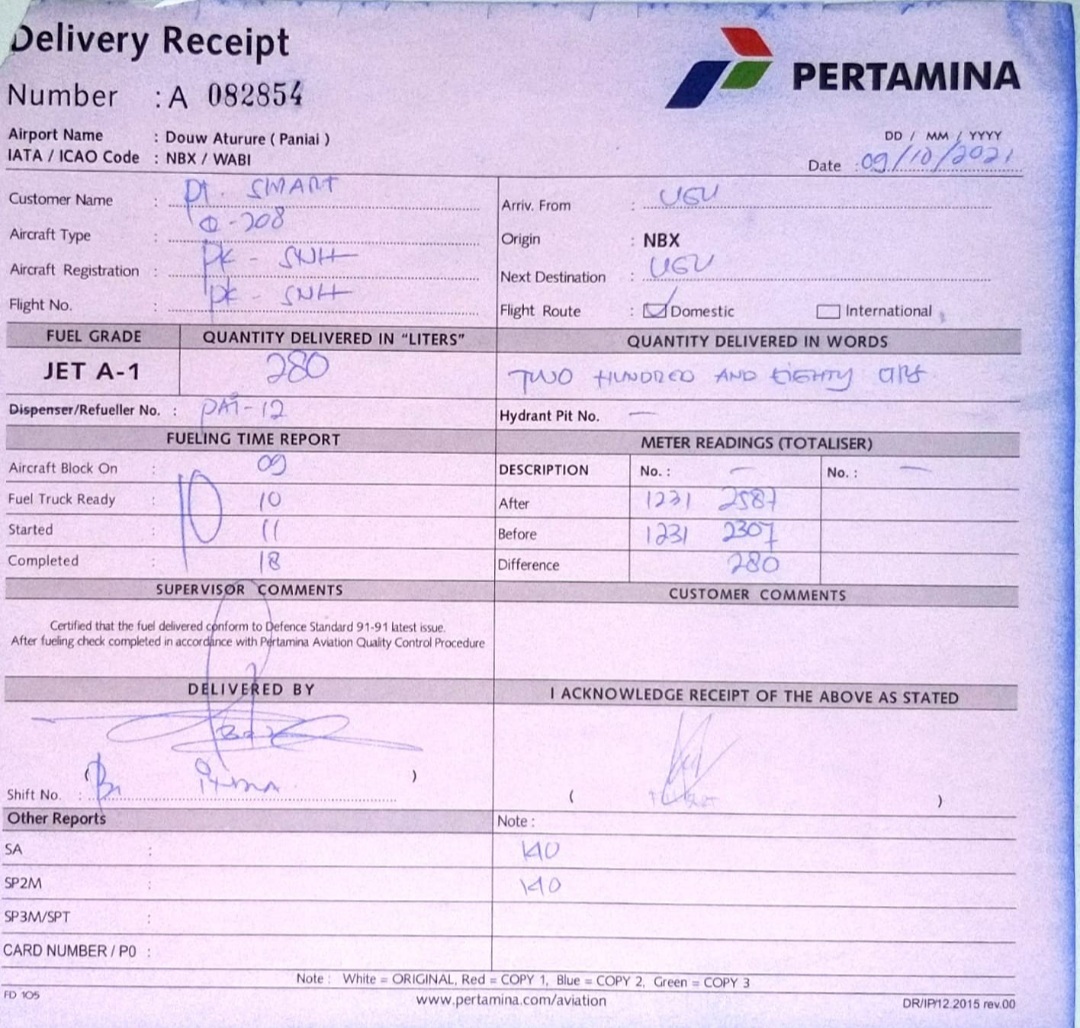 Delivery Receipt
PERTAMINA
Number : A 082854
Airport Name : Douw Aturure ( Paniai )
IATA / ICAO Code : NBX / WABI
DD / MM / YYYY
Date : 09/10/2021
Customer Name : Pt. SMART
Aircraft Type : C-208
Aircraft Registration : PK - SNH
Flight No. : PK - SNH
Arriv. From : UGU
Origin : NBX
Next Destination : UGU
Flight Route : Domestic International
FUEL GRADE QUANTITY DELIVERED IN "LITERS" QUANTITY DELIVERED IN WORDS
JET A-1 280 TWO HUNDRED AND EIGHTY
Dispenser/Refueller No. : PAI-12 Hydrant Pit No. —
FUELING TIME REPORT METER READINGS (TOTALISER)
Aircraft Block On : 09 DESCRIPTION No. : — No. : —
Fuel Truck Ready : 10 After 1231 2587
Started : 11 Before 1231 2307
Completed : 18 Difference 280
SUPERVISOR COMMENTS CUSTOMER COMMENTS
Certified that the fuel delivered conform to Defence Standard 91-91 latest issue.
After fueling check completed in accordance with Pertamina Aviation Quality Control Procedure
DELIVERED BY I ACKNOWLEDGE RECEIPT OF THE ABOVE AS STATED
( )
Shift No. : ( )
Other Reports Note :
SA : 140
SP2M : 140
SP3M/SPT :
CARD NUMBER / PO :
Note : White = ORIGINAL, Red = COPY 1, Blue = COPY 2, Green = COPY 3
FD 105 www.pertamina.com/aviation DR/IP/12.2015 rev.00